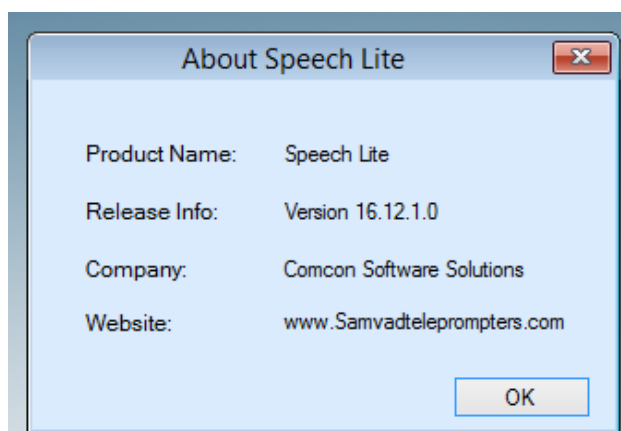 About Speech Lite
Product Name: Speech Lite
Release Info: Version 16.12.1.0
Company: Comcon Software Solutions
Website: www.Samvadteleprompters.com
OK